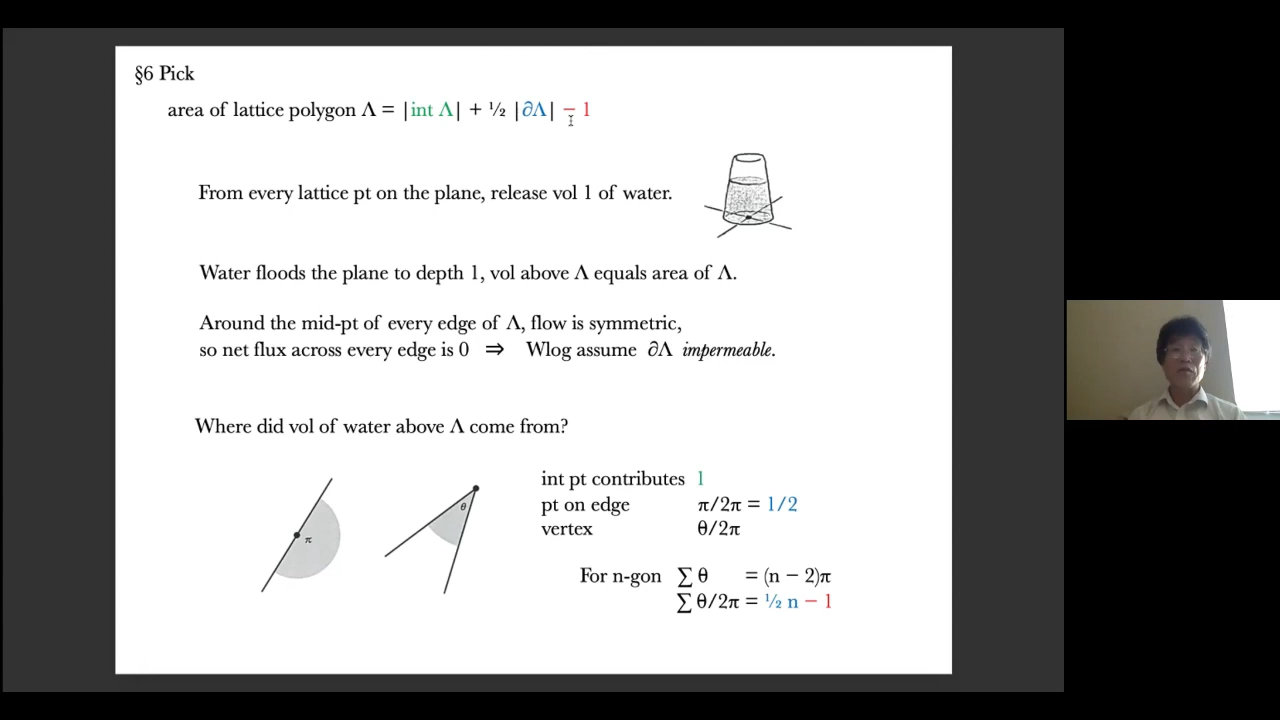 §6 Pick
area of lattice polygon Λ = |int Λ| + ½ |∂Λ| − 1
From every lattice pt on the plane, release vol 1 of water.
Water floods the plane to depth 1, vol above Λ equals area of Λ.
Around the mid-pt of every edge of Λ, flow is symmetric,
so net flux across every edge is 0 ⇒ Wlog assume ∂Λ impermeable.
Where did vol of water above Λ come from?
π
θ
int pt contributes 1
pt on edge π/2π = 1/2
vertex θ/2π
For n-gon ∑ θ = (n − 2)π
∑ θ/2π = ½ n − 1